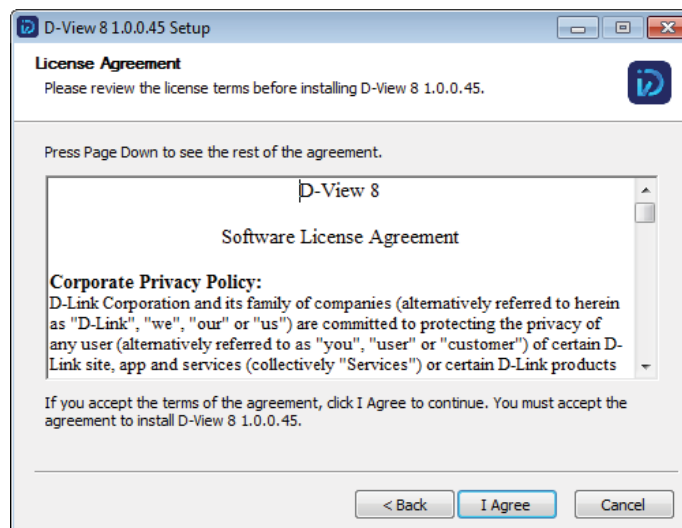 D-View 8 1.0.0.45 Setup
License Agreement
Please review the license terms before installing D-View 8 1.0.0.45.
Press Page Down to see the rest of the agreement.
D-View 8
Software License Agreement
Corporate Privacy Policy:
D-Link Corporation and its family of companies (alternatively referred to herein
as "D-Link", "we", "our" or "us") are committed to protecting the privacy of
any user (alternatively referred to as "you", "user" or "customer") of certain D-
Link site, app and services (collectively "Services") or certain D-Link products
If you accept the terms of the agreement, click I Agree to continue. You must accept the
agreement to install D-View 8 1.0.0.45.
< Back I Agree Cancel